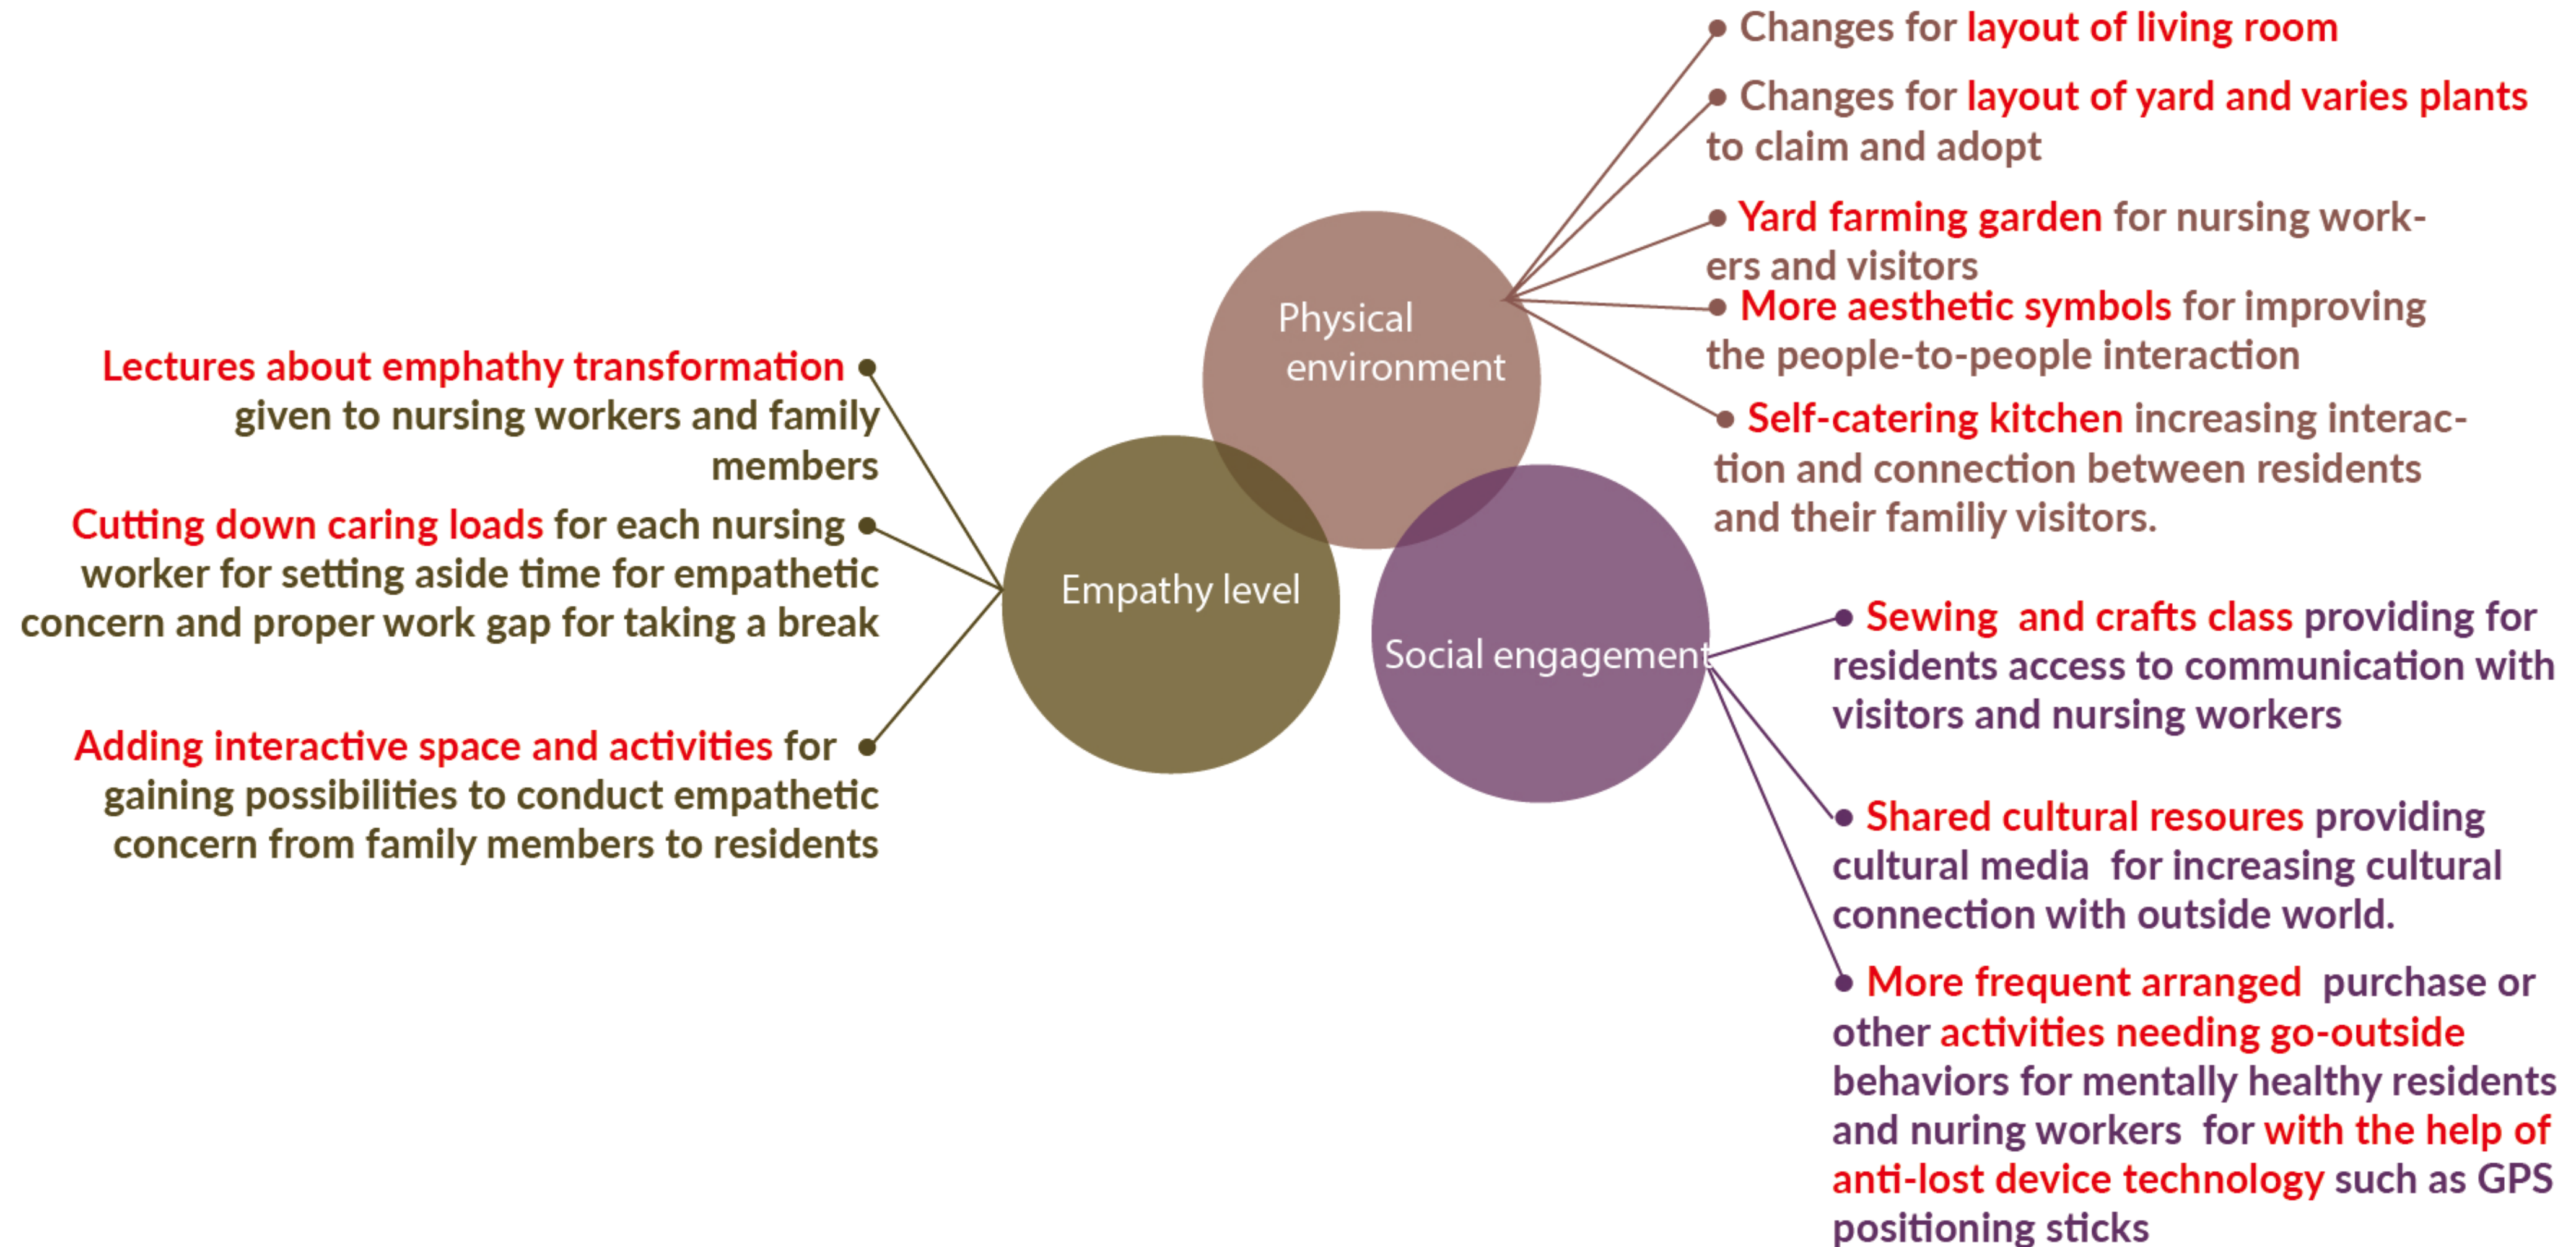 • Changes for layout of living room
• Changes for layout of yard and varies plants
to claim and adopt
• Yard farming garden for nursing work-
ers and visitors
• More aesthetic symbols for improving
the people-to-people interaction
• Self-catering kitchen increasing interac-
tion and connection between residents
and their familiy visitors.
Physical
environment
Lectures about emphathy transformation •
given to nursing workers and family
members
Cutting down caring loads for each nursing •
worker for setting aside time for empathetic
concern and proper work gap for taking a break
Adding interactive space and activities for •
gaining possibilities to conduct empathetic
concern from family members to residents
Empathy level
Social engagement
• Sewing  and crafts class providing for
residents access to communication with
visitors and nursing workers
• Shared cultural resoures providing
cultural media  for increasing cultural
connection with outside world.
• More frequent arranged  purchase or
other activities needing go-outside
behaviors for mentally healthy residents
and nuring workers  for with the help of
anti-lost device technology such as GPS
positioning sticks